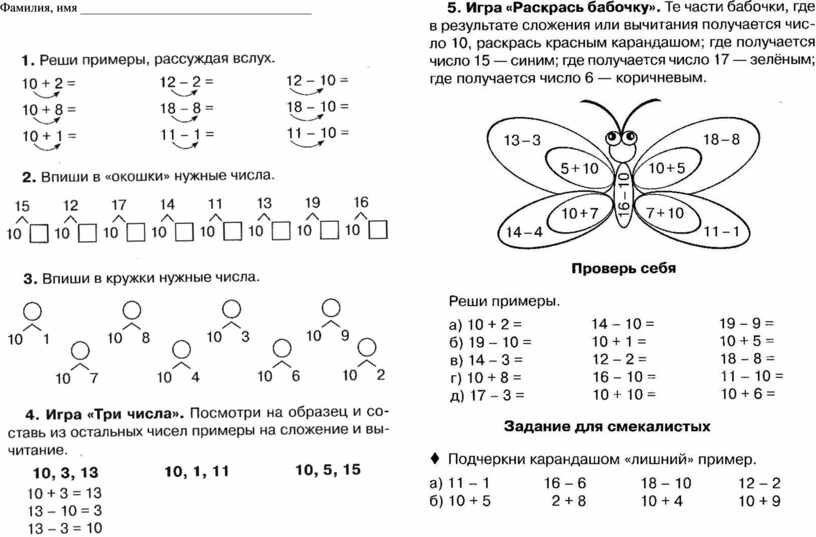 Фамилия, имя
1. Реши примеры, рассуждая вслух.
10 + 2 = 12 – 2 = 12 – 10 =
10 + 8 = 18 – 8 = 18 – 10 =
10 + 1 = 11 – 1 = 11 – 10 =
2. Впиши в «окошки» нужные числа.
15 12 17 14 11 13 19 16
10 10 10 10 10 10 10 10
3. Впиши в кружки нужные числа.
10 1 10 8 10 3 10 9
10 7 10 4 10 6 10 2
4. Игра «Три числа». Посмотри на образец и со-
ставь из остальных чисел примеры на сложение и вы-
читание.
10, 3, 13 10, 1, 11 10, 5, 15
10 + 3 = 13
13 – 10 = 3
13 – 3 = 10
5. Игра «Раскрась бабочку». Те части бабочки, где
в результате сложения или вычитания получается чис-
ло 10, раскрась красным карандашом; где получается
число 15 — синим; где получается число 17 — зелёным;
где получается число 6 — коричневым.
13–3 18–8
5+10 10+5
16–10
10+7 7+10
14–4 11–1
Проверь себя
Реши примеры.
а) 10 + 2 = 14 – 10 = 19 – 9 =
б) 19 – 10 = 10 + 1 = 10 + 5 =
в) 14 – 3 = 12 – 2 = 18 – 8 =
г) 10 + 8 = 16 – 10 = 11 – 10 =
д) 17 – 3 = 10 + 10 = 10 + 6 =
Задание для смекалистых
♦ Подчеркни карандашом «лишний» пример.
а) 11 – 1 16 – 6 18 – 10 12 – 2
б) 10 + 5 2 + 8 10 + 4 10 + 9